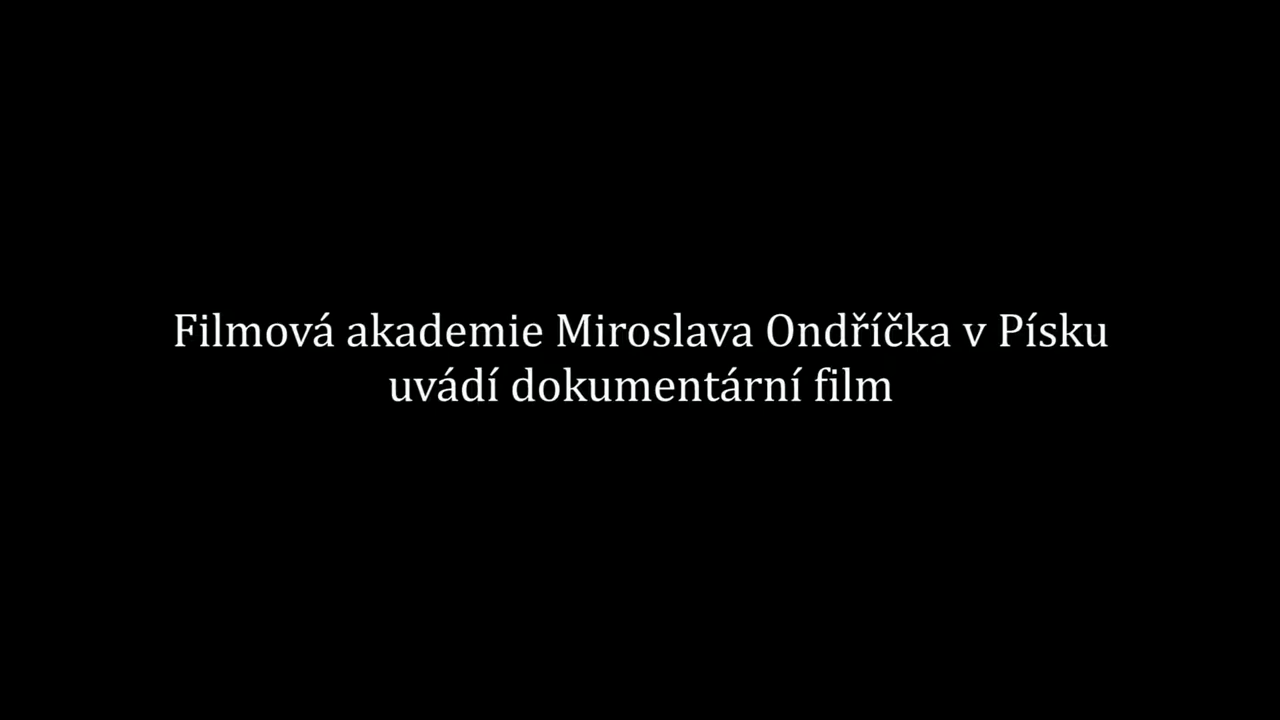 Filmová akademie Miroslava Ondříčka v Písku
uvádí dokumentární film